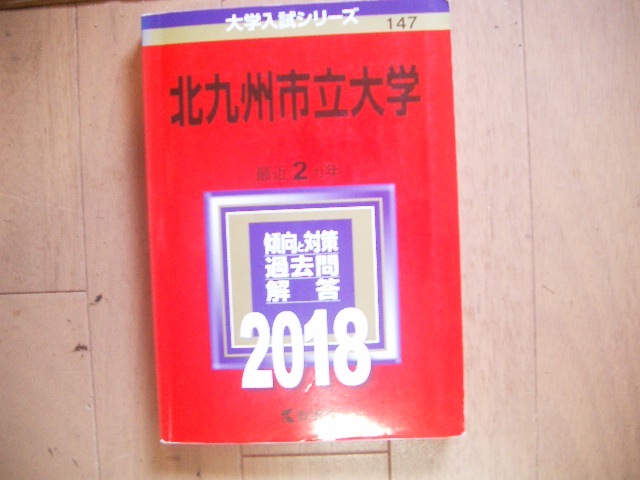 大学入試シリーズ
147
北九州市立大学
最近2カ年
傾向と対策
過去問
解答
2018